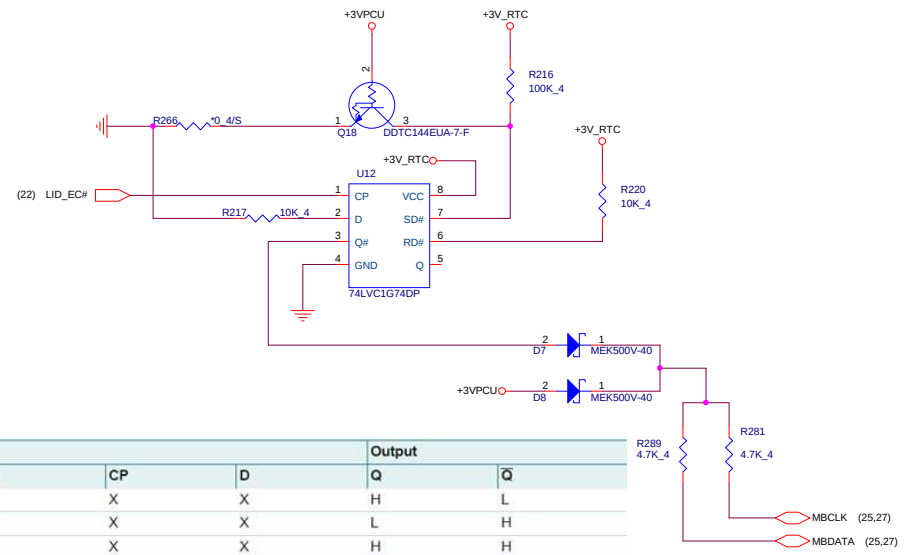 +3VPCU
+3V_RTC
2
R216
100K_4
R266
*0_4/S
1
3
Q18
DDTC144EUA-7-F
+3V_RTC
+3V_RTC
U12
(22) LID_EC#
1
CP
VCC
8
R220
10K_4
R217
10K_4
2
D
SD#
7
3
Q#
RD#
6
4
GND
Q
5
74LVC1G74DP
2
1
D7
MEK500V-40
+3VPCU
2
1
D8
MEK500V-40
R289
4.7K_4
R281
4.7K_4
MBCLK (25,27)
MBDATA (25,27)
Output
CP D Q Q̅
X X H L
X X L H
X X H H